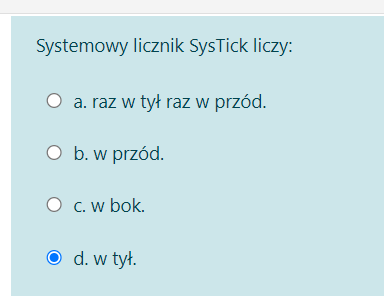 Systemowy licznik SysTick liczy:
a. raz w tył raz w przód.
b. w przód.
c. w bok.
d. w tył.